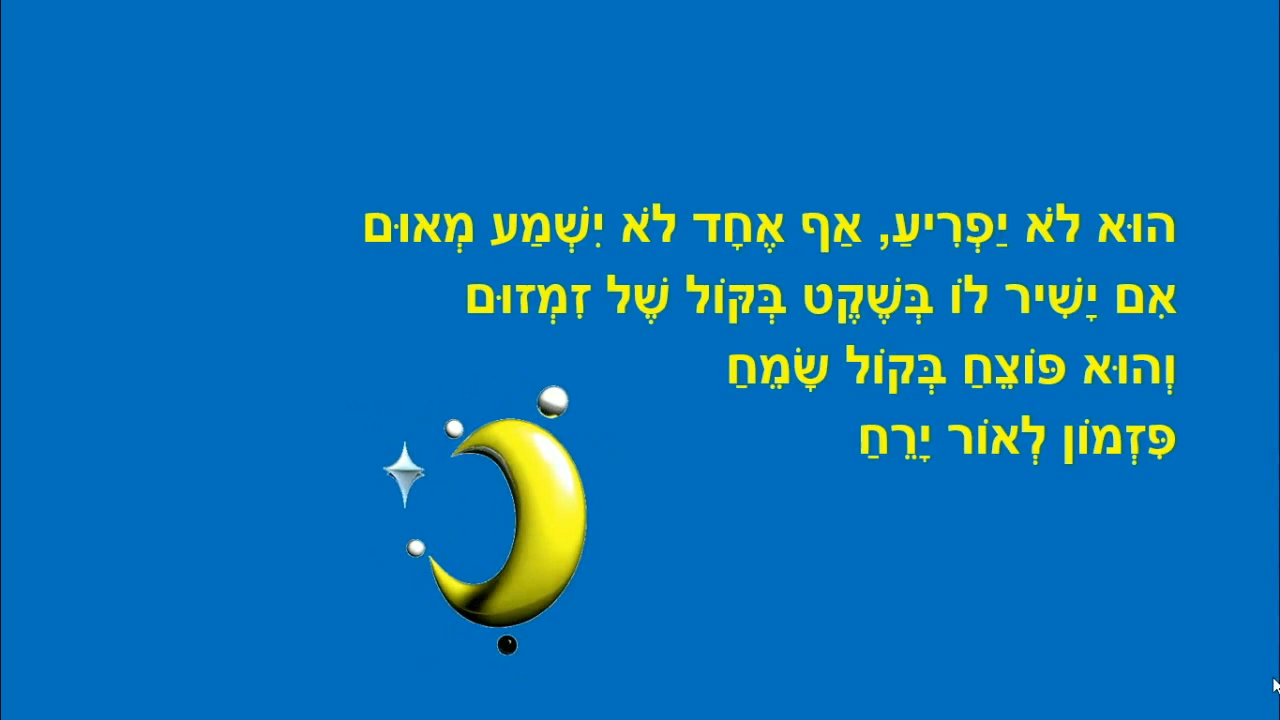 הוּא לֹא יַפְרִיעַ, אַף אֶחָד לֹא יִשְׁמַע מְאוּם
אִם יָשִׁיר לוֹ בְּשֶׁקֶט בְּקוֹל שֶׁל זִמְזוּם
וְהוּא פּוֹצֵחַ בְּקוֹל שָׂמֵחַ
פִּזְמוֹן לְאוֹר יָרֵחַ